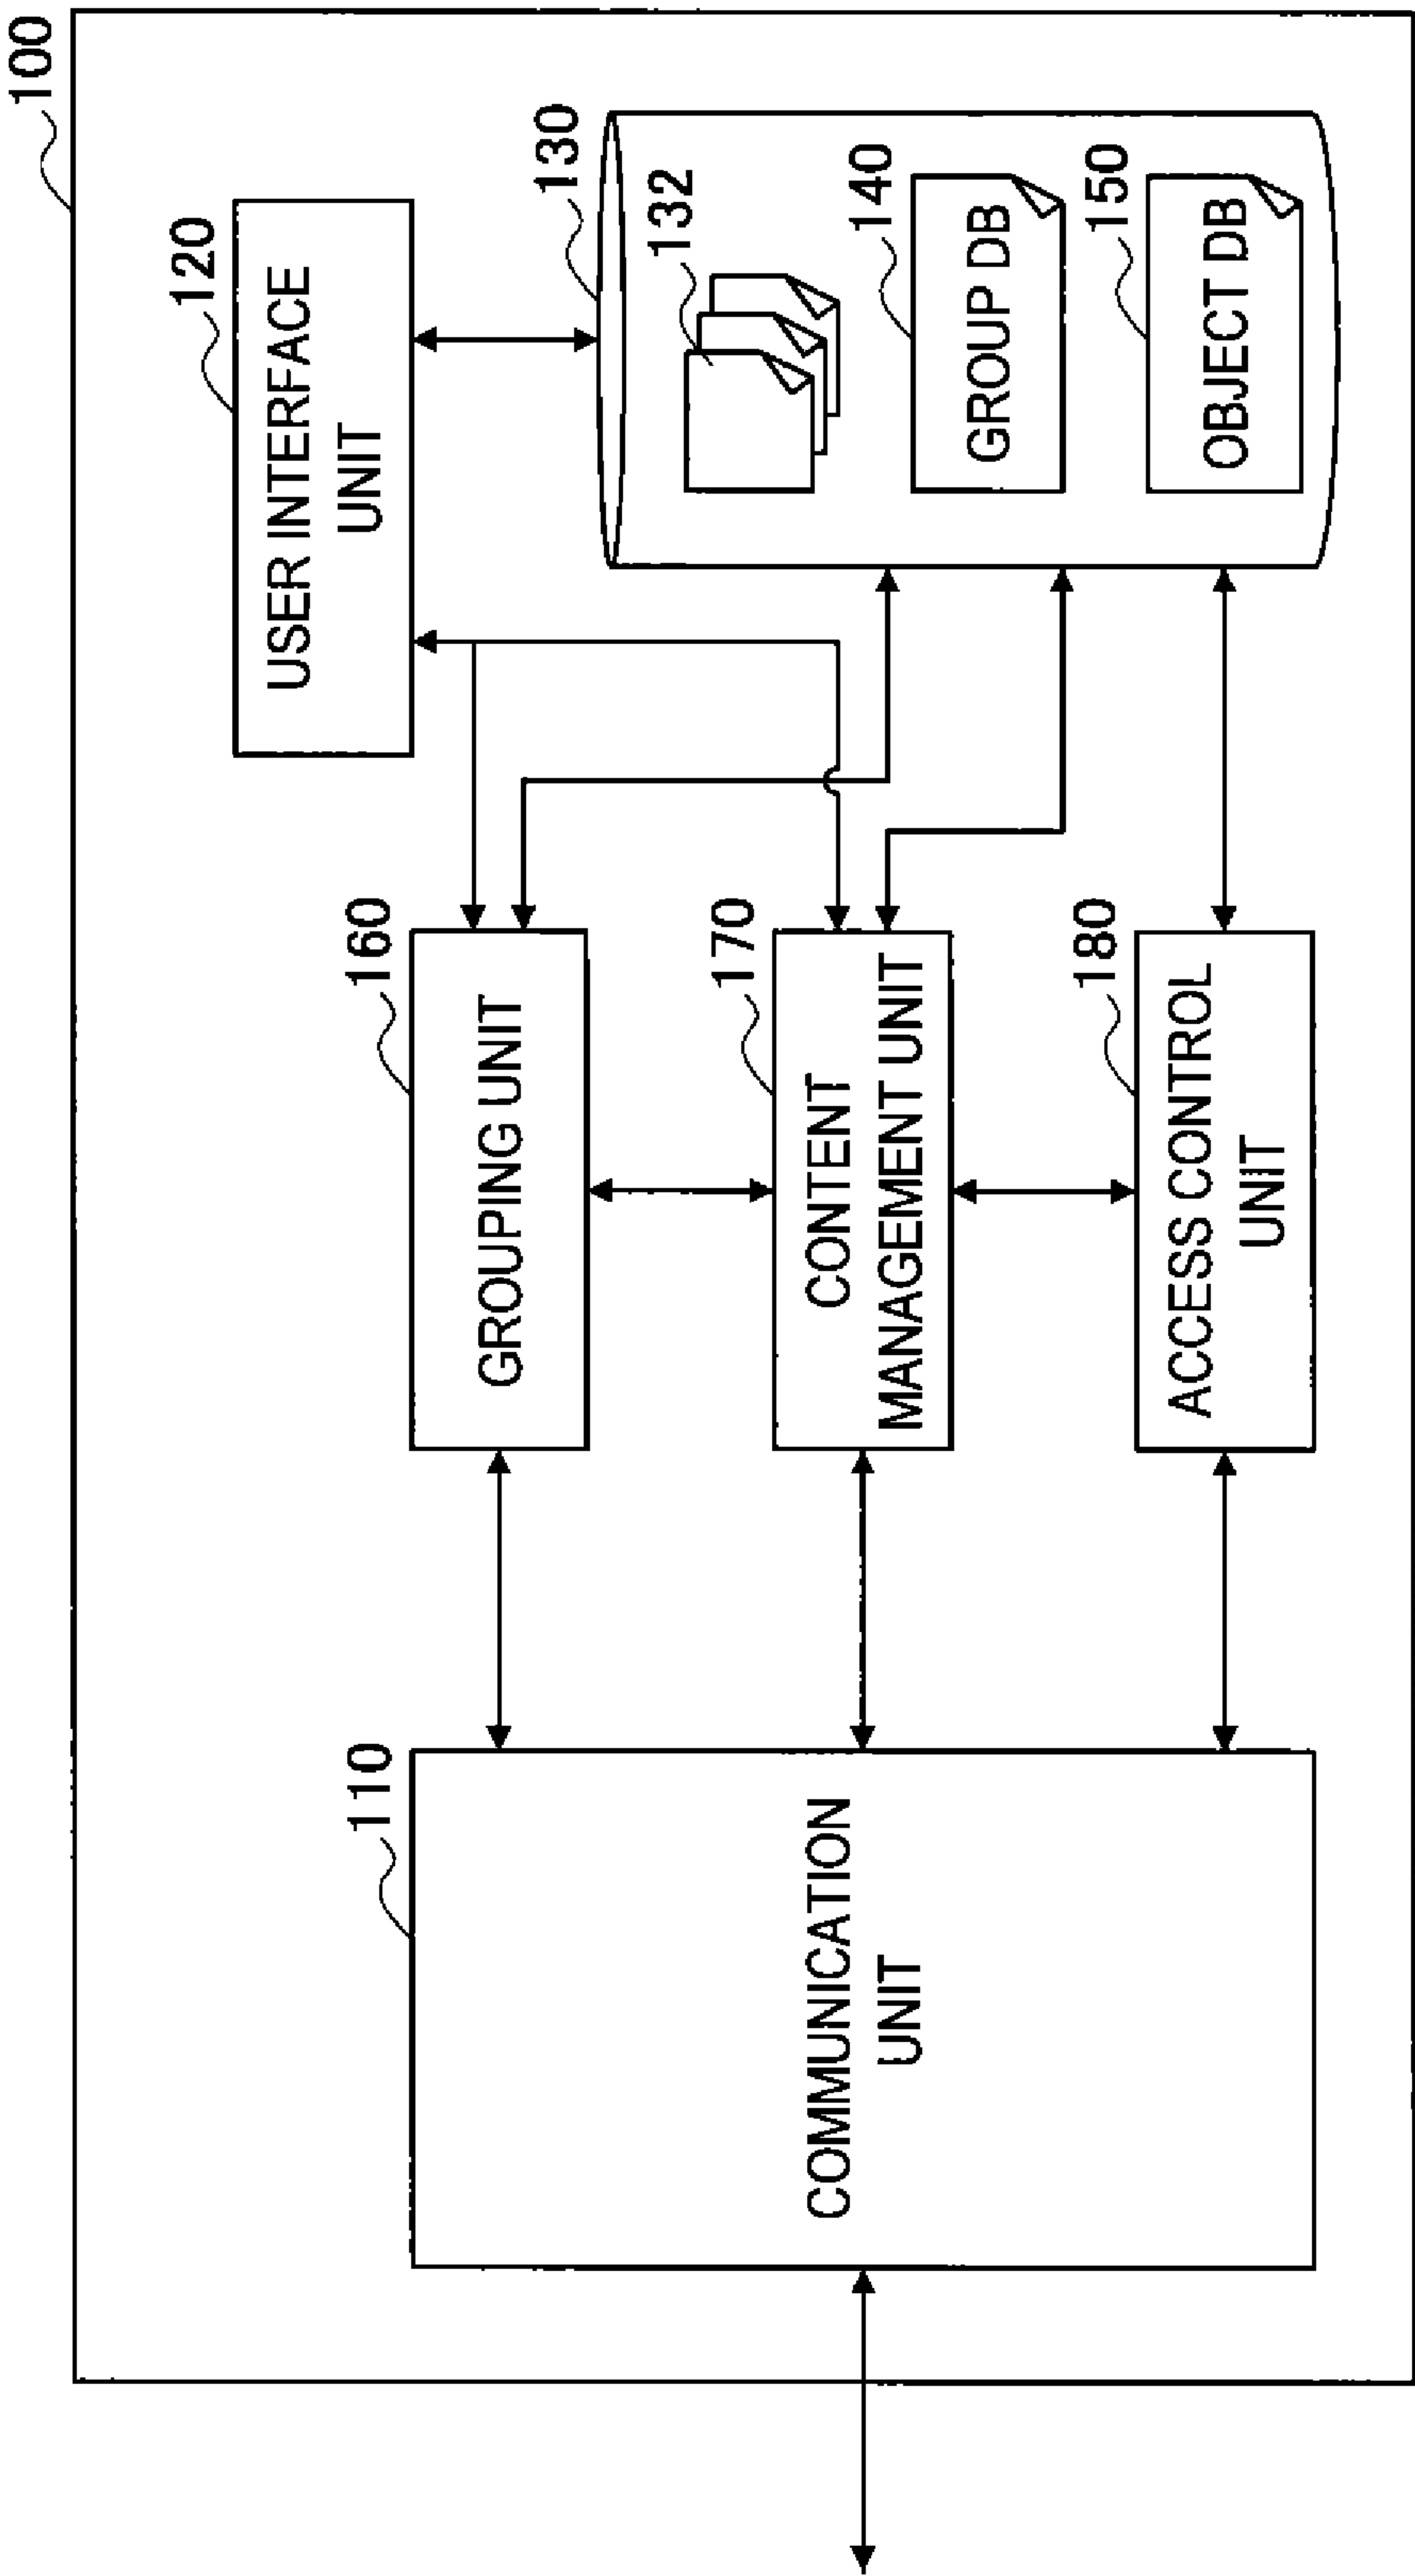 100
120
USER INTERFACE
UNIT
130
132
140
GROUP DB
150
OBJECT DB
160
GROUPING UNIT
170
CONTENT
MANAGEMENT UNIT
180
ACCESS CONTROL
UNIT
110
COMMUNICATION
UNIT